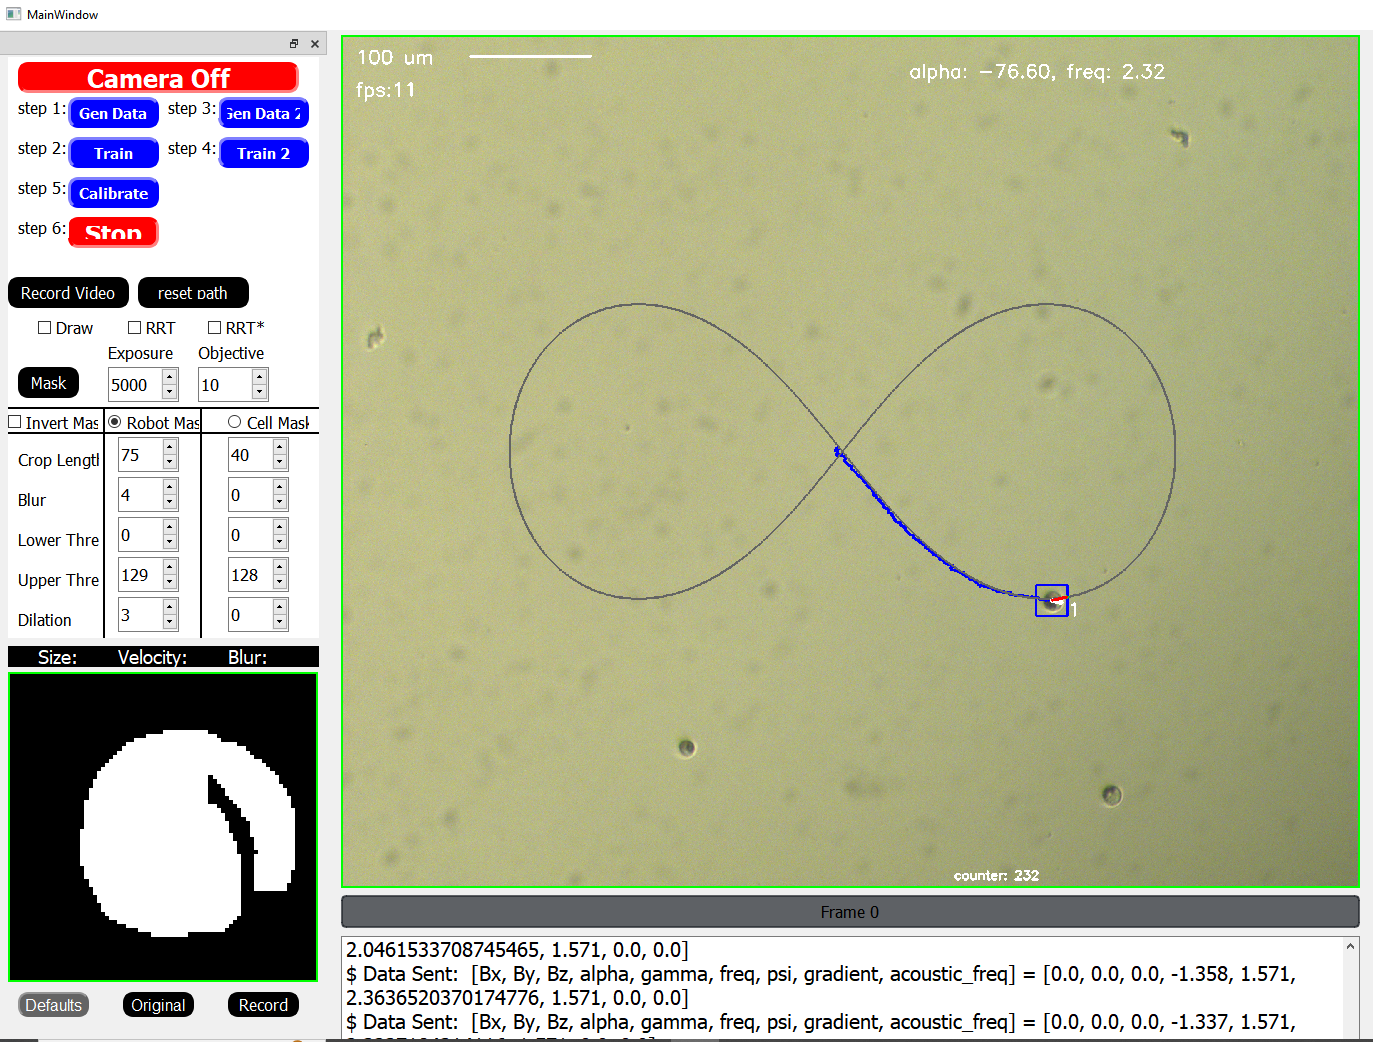 MainWindow
Camera Off
step 1: Gen Data step 3: Gen Data 2
step 2: Train step 4: Train 2
step 5: Calibrate
step 6: Stop
Record Video reset path
Draw RRT RRT*
Exposure Objective
Mask 5000 10
Invert Mas Robot Mas Cell Mask
Crop Length 75 40
Blur 4 0
Lower Thre 0 0
Upper Thre 129 128
Dilation 3 0
Size: Velocity: Blur:
Defaults Original Record
100 um
fps:11
alpha: -76.60, freq: 2.32
1
counter: 232
Frame 0
2.0461533708745465, 1.571, 0.0, 0.0]
$ Data Sent: [Bx, By, Bz, alpha, gamma, freq, psi, gradient, acoustic_freq] = [0.0, 0.0, 0.0, -1.358, 1.571,
2.3636520370174776, 1.571, 0.0, 0.0]
$ Data Sent: [Bx, By, Bz, alpha, gamma, freq, psi, gradient, acoustic_freq] = [0.0, 0.0, 0.0, -1.337, 1.571,